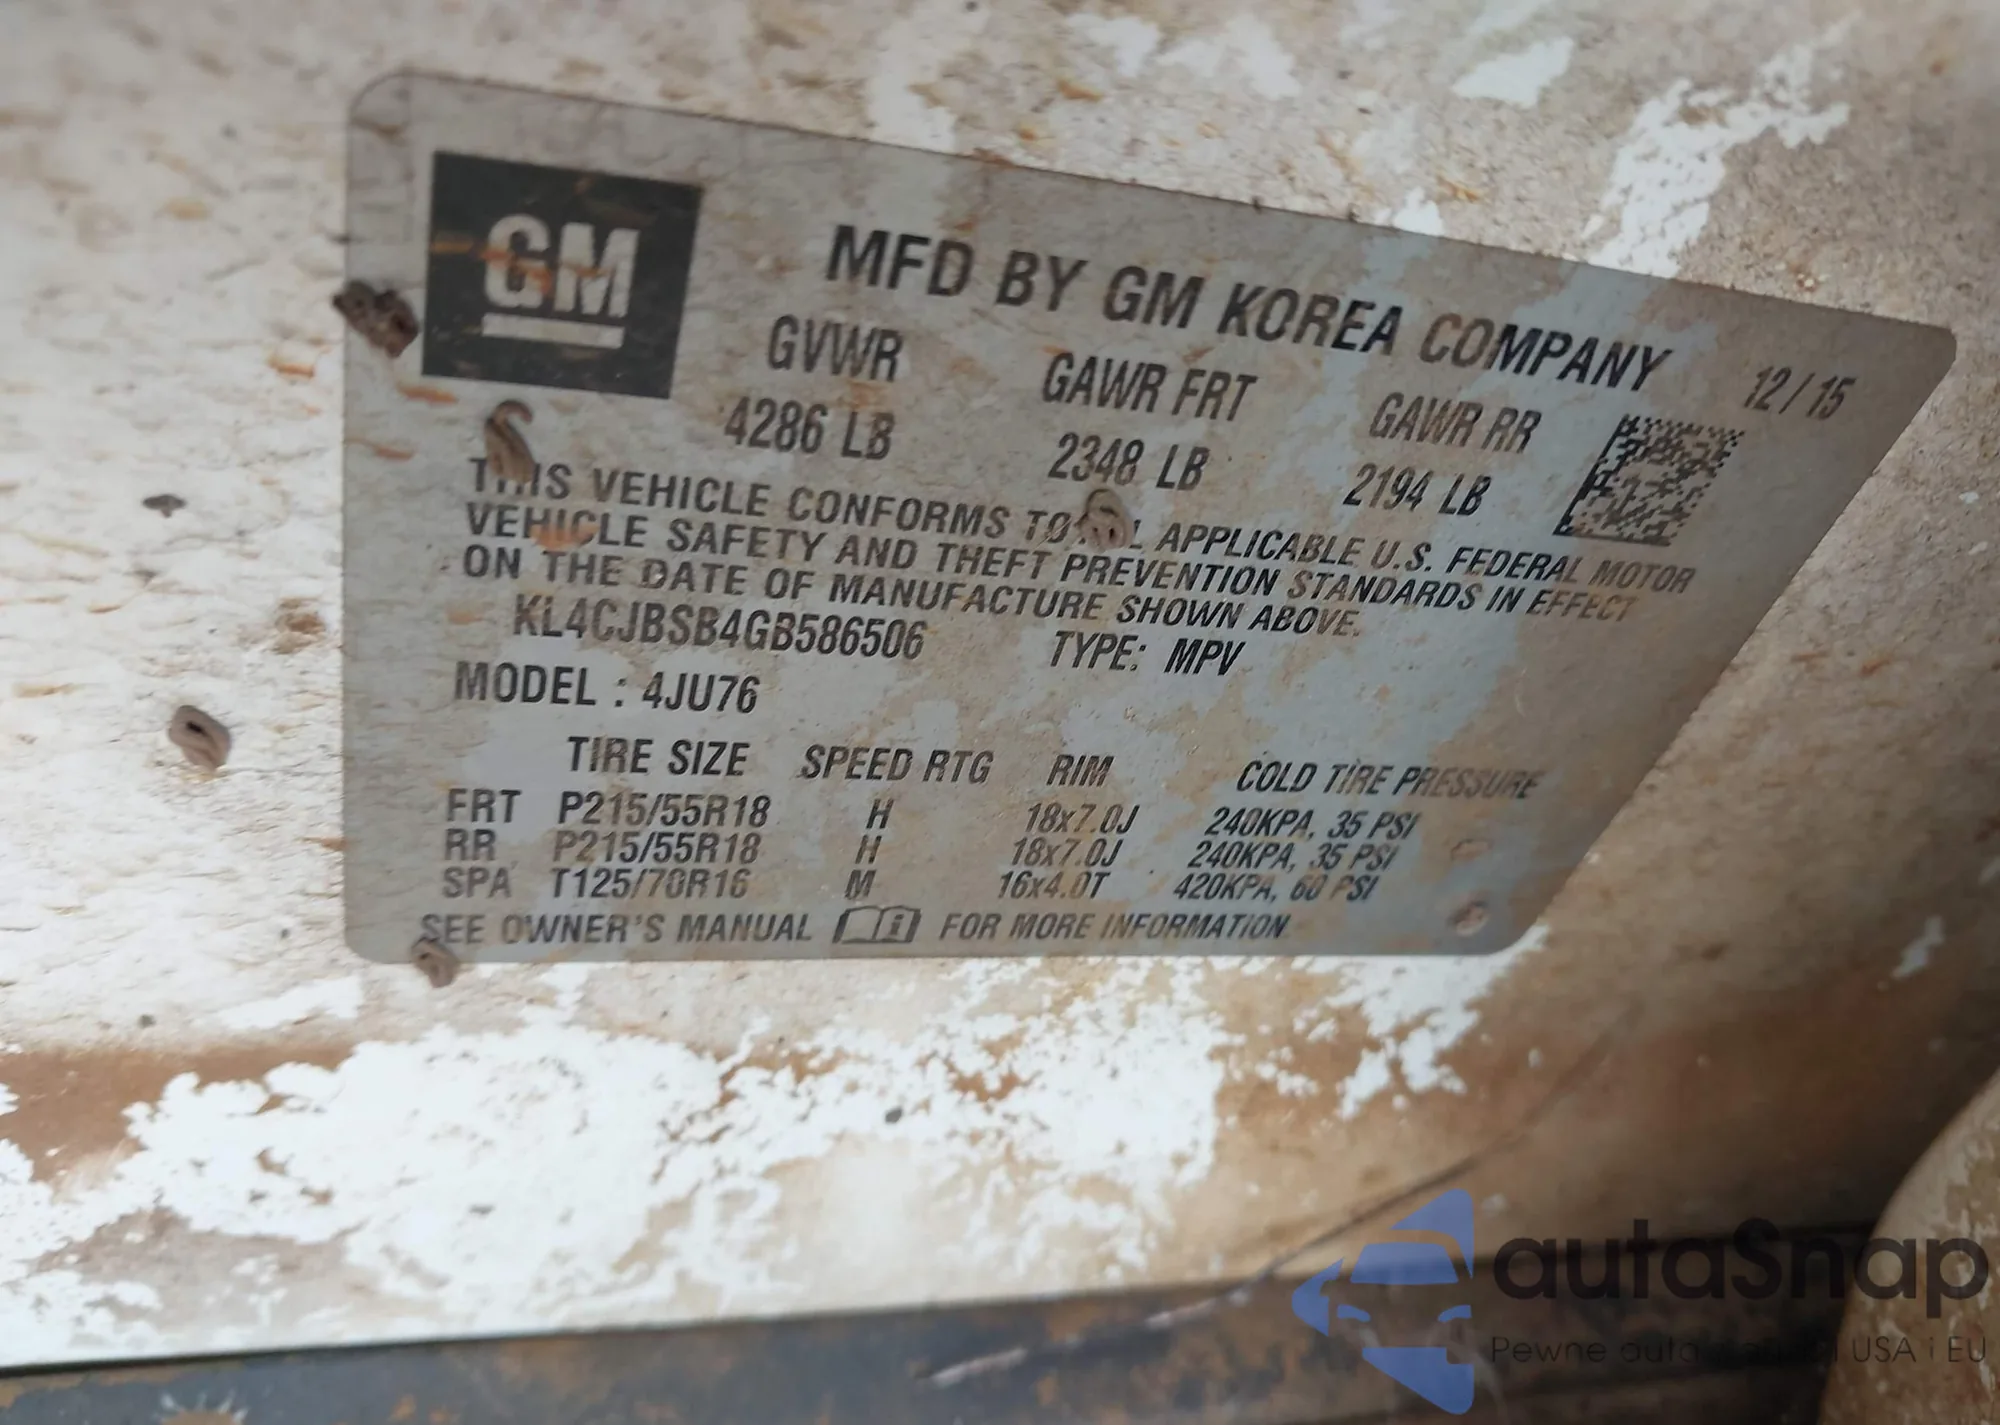 GM
MFD BY GM KOREA COMPANY 12/15
GVWR GAWR FRT GAWR RR
4286 LB 2348 LB 2194 LB
THIS VEHICLE CONFORMS TO ALL APPLICABLE U.S. FEDERAL MOTOR
VEHICLE SAFETY AND THEFT PREVENTION STANDARDS IN EFFECT
ON THE DATE OF MANUFACTURE SHOWN ABOVE.
KL4CJBSB4GB586506 TYPE: MPV
MODEL : 4JU76
TIRE SIZE SPEED RTG RIM COLD TIRE PRESSURE
FRT P215/55R18 H 18x7.0J 240KPA, 35 PSI
RR P215/55R18 H 18x7.0J 240KPA, 35 PSI
SPA T125/70R16 M 16x4.0T 420KPA, 60 PSI
SEE OWNER'S MANUAL FOR MORE INFORMATION
autaSnap
Pewne auta USA i EU